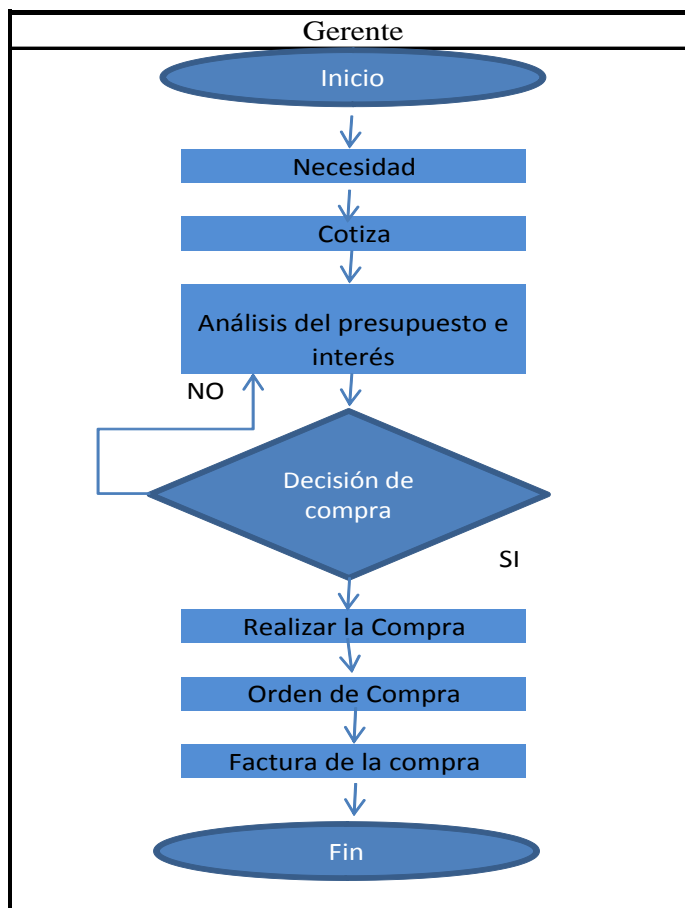 Gerente
Inicio
Necesidad
Cotiza
Análisis del presupuesto e
interés
NO
Decisión de
compra
SI
Realizar la Compra
Orden de Compra
Factura de la compra
Fin